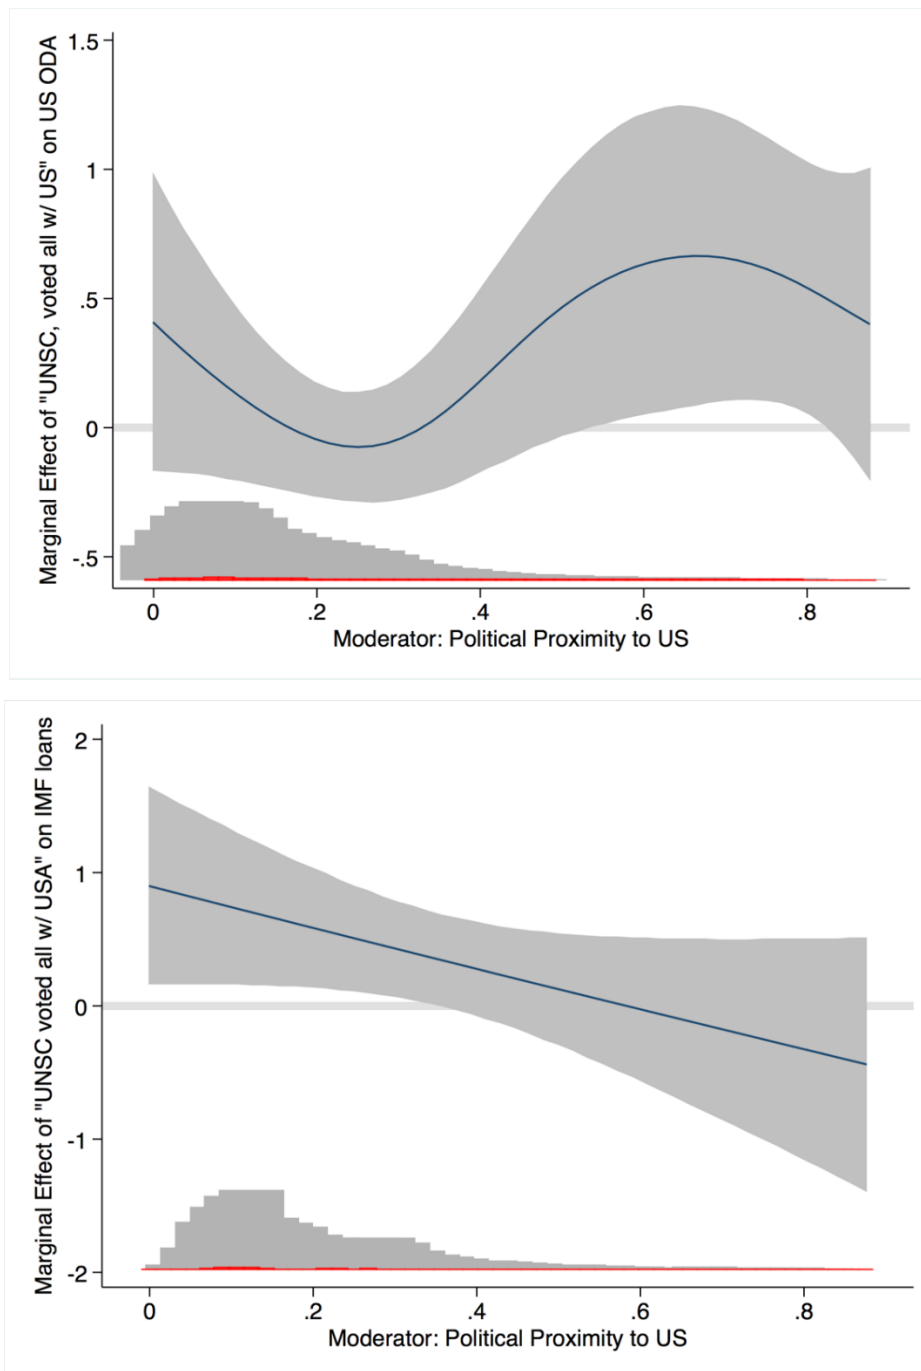 Marginal Effect of "UNSC, voted all w/ US" on US ODA
1.5
1
.5
0
-.5
0 .2 .4 .6 .8
Moderator: Political Proximity to US
Marginal Effect of "UNSC voted all w/ USA" on IMF loans
2
1
0
-1
-2
0 .2 .4 .6 .8
Moderator: Political Proximity to US